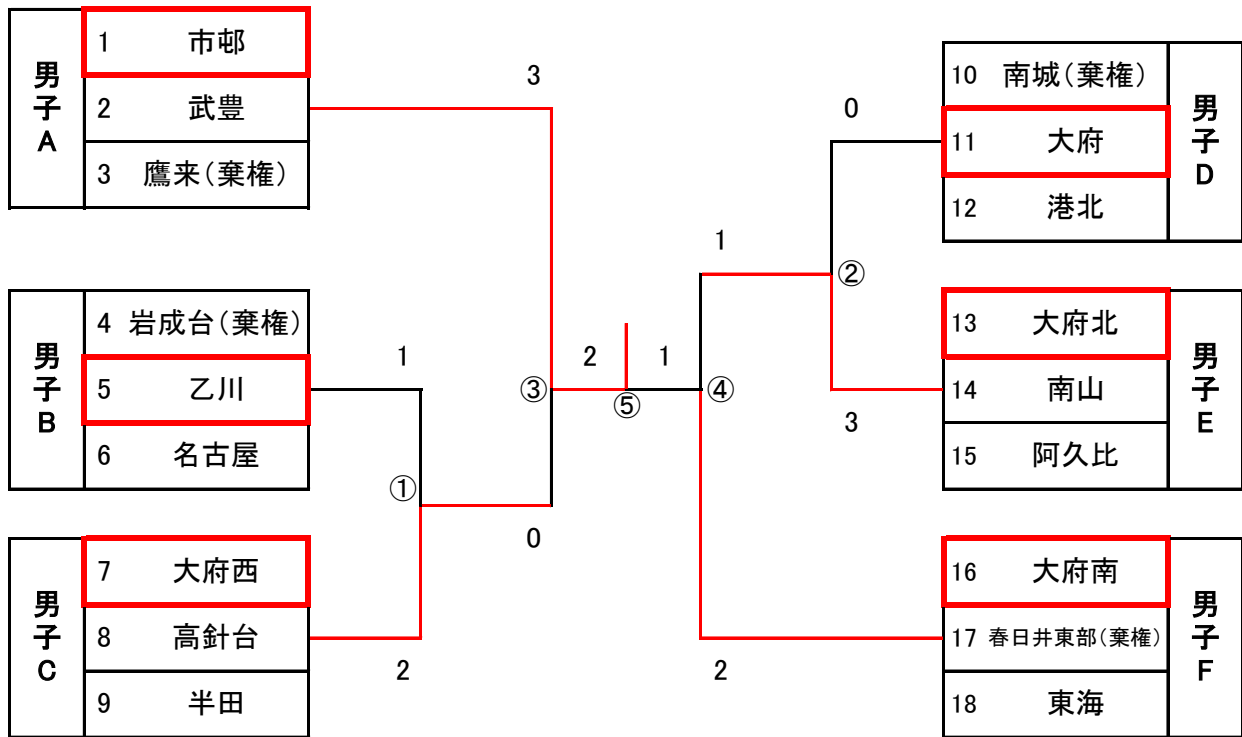 男子A
1 市邨
2 武豊
3 鷹来(棄権)
男子B
4 岩成台(棄権)
5 乙川
6 名古屋
男子C
7 大府西
8 高針台
9 半田
3
1
①
2
0
③
2
⑤
1
④
1
2
②
0
3
男子D
10 南城(棄権)
11 大府
12 港北
男子E
13 大府北
14 南山
15 阿久比
男子F
16 大府南
17 春日井東部(棄権)
18 東海